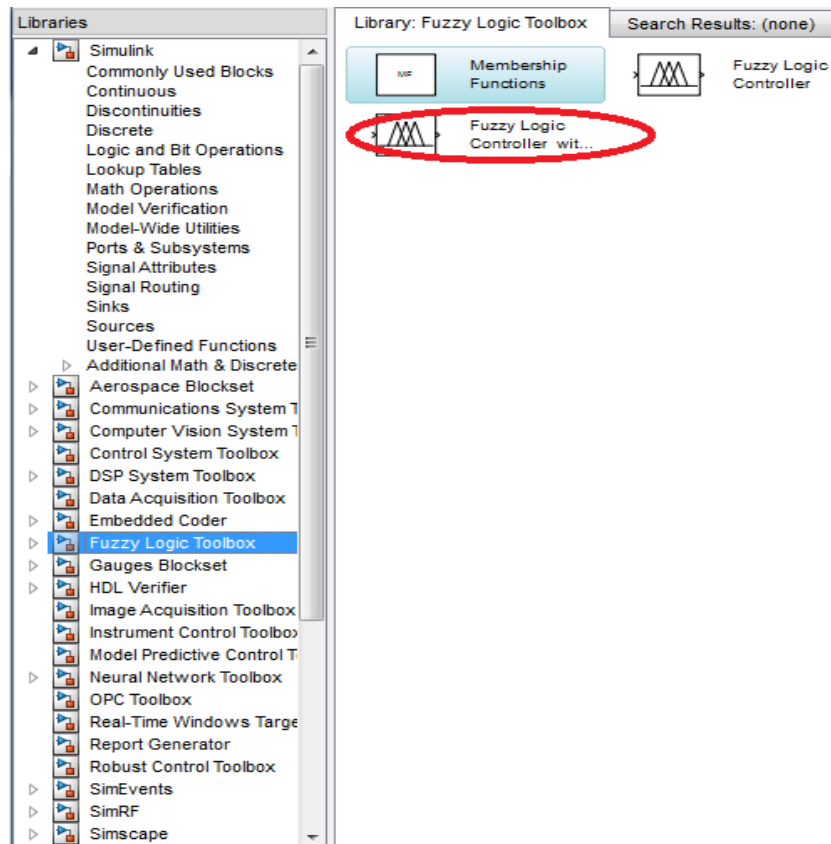 Libraries
Simulink
Commonly Used Blocks
Continuous
Discontinuities
Discrete
Logic and Bit Operations
Lookup Tables
Math Operations
Model Verification
Model-Wide Utilities
Ports & Subsystems
Signal Attributes
Signal Routing
Sinks
Sources
User-Defined Functions
Additional Math & Discrete
Aerospace Blockset
Communications System T
Computer Vision System T
Control System Toolbox
DSP System Toolbox
Data Acquisition Toolbox
Embedded Coder
Fuzzy Logic Toolbox
Gauges Blockset
HDL Verifier
Image Acquisition Toolbox
Instrument Control Toolbox
Model Predictive Control T
Neural Network Toolbox
OPC Toolbox
Real-Time Windows Targe
Report Generator
Robust Control Toolbox
SimEvents
SimRF
Simscape
Library: Fuzzy Logic Toolbox
Search Results: (none)
MF
Membership
Functions
Fuzzy Logic
Controller
Fuzzy Logic
Controller wit...